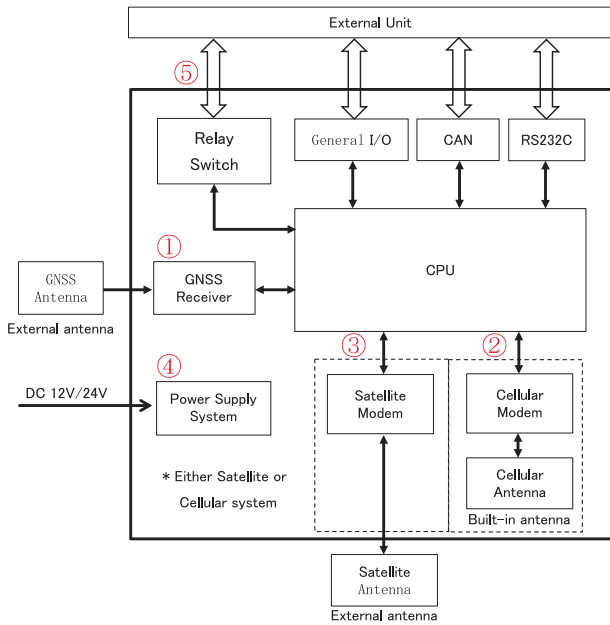 External Unit
⑤
Relay
Switch
General I/O
CAN
RS232C
①
CPU
GNSS
Antenna
GNSS
Receiver
External antenna
③
②
④
DC 12V/24V
Power Supply
System
Satellite
Modem
Cellular
Modem
* Either Satellite or
Cellular system
Cellular
Antenna
Built-in antenna
Satellite
Antenna
External antenna